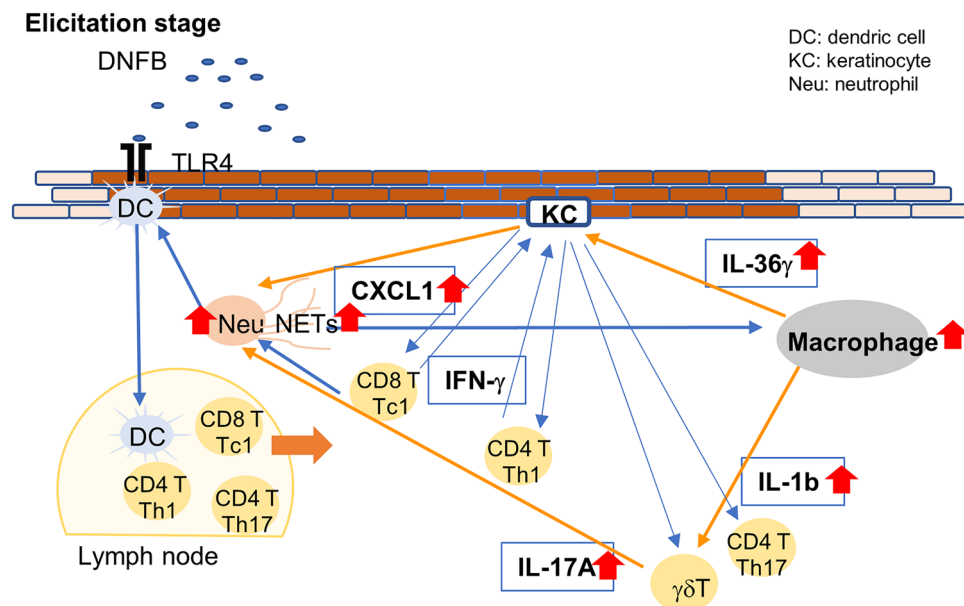 Elicitation stage
DNFB
DC: dendric cell
KC: keratinocyte
Neu: neutrophil
TLR4
DC
KC
IL-36γ
CXCL1
Neu NETs
Macrophage
CD8 T
Tc1
IFN-γ
CD4 T
Th1
DC
CD8 T
Tc1
CD4 T
Th1
CD4 T
Th17
Lymph node
IL-1b
CD4 T
Th17
IL-17A
γδT